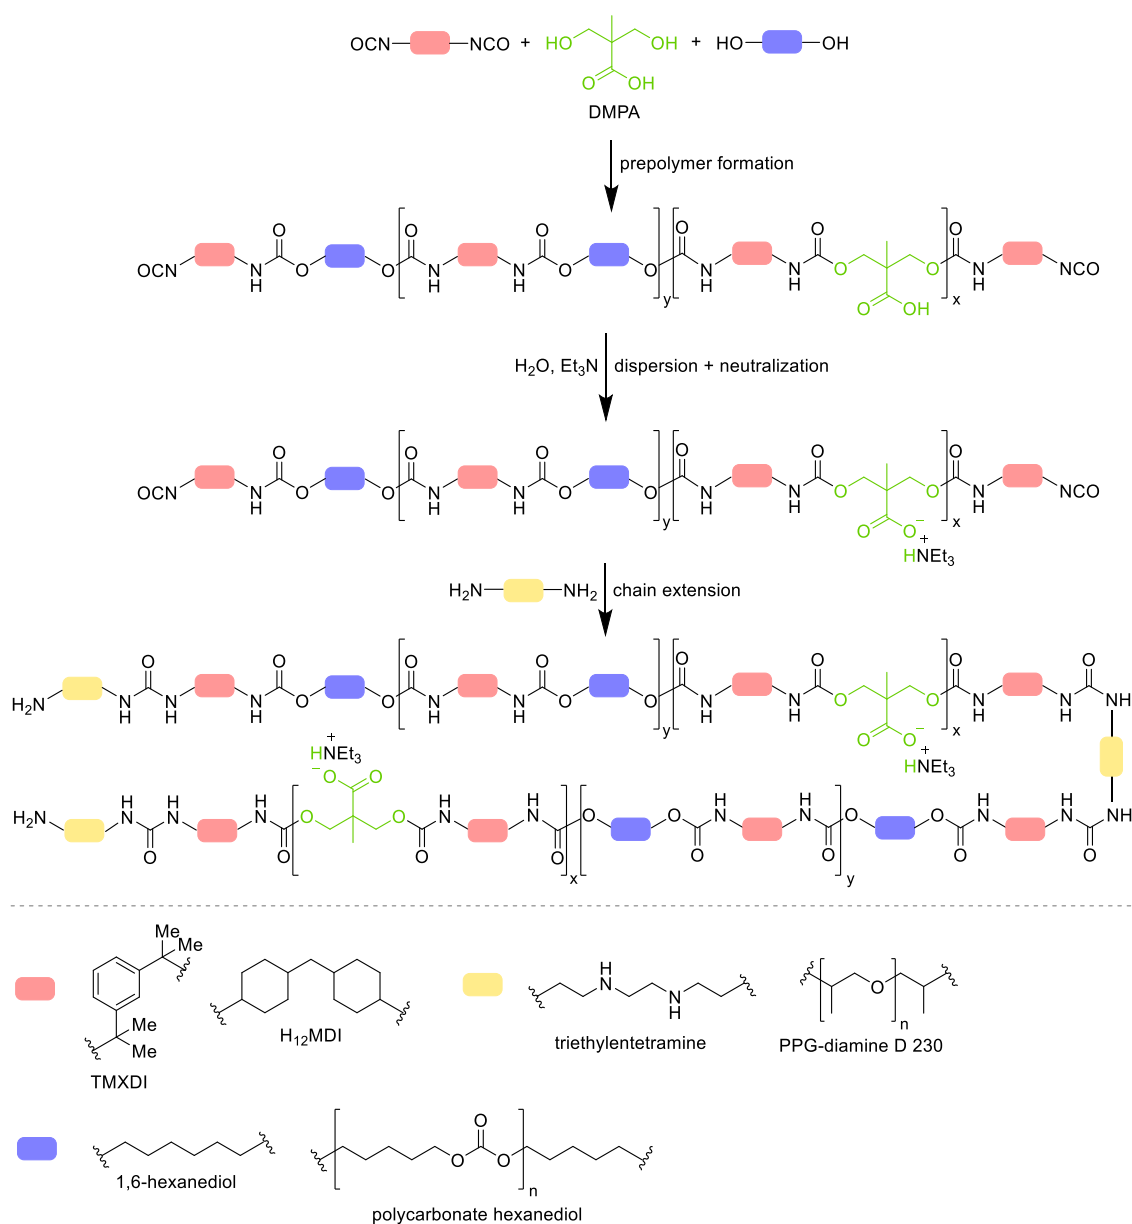 OCN NCO + HO OH + HO OH
O OH
DMPA
prepolymer formation
O O O O O O O
OCN N O O N N O O N N O O N NCO
H H H H H H H
O OH
y x
H₂O, Et₃N dispersion + neutralization
O O O O O O O
OCN N O O N N O O N N O O N NCO
H H H H H H H
O O⁻
y x
HNEt₃
+
H₂N NH₂ chain extension
O O O O O O O O O
H₂N N N N O O N N O O N N O O N N NH
H H H H H H H H H H
O O⁻
y x
+ +
HNEt₃ HNEt₃
⁻O O
H₂N H H H O O H H O O H H O O H H NH
N N N N N N N N N
O O O O O O O O O
x y
Me Me
Me
Me
TMXDI
H₁₂MDI
H
N N
H
triethylentetramine
O n
PPG-diamine D 230
1,6-hexanediol
O
O O
n
polycarbonate hexanediol